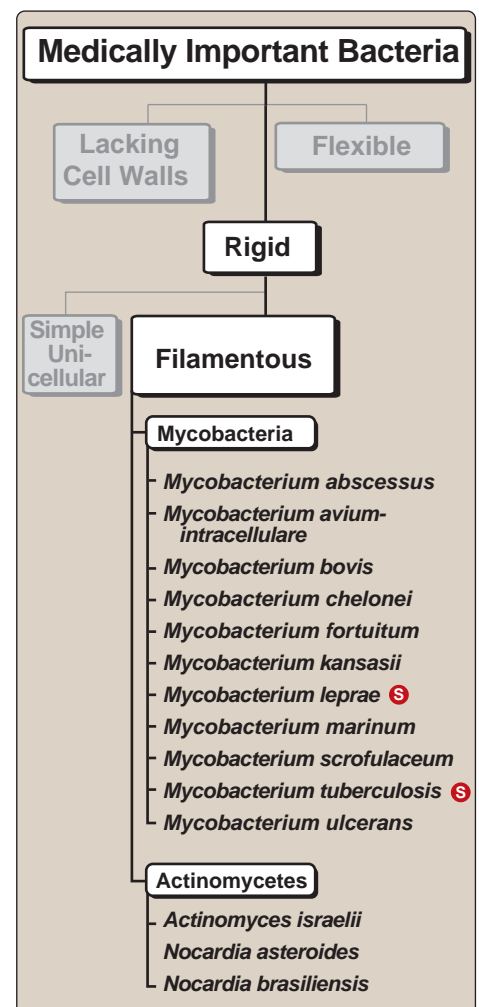 Medically Important Bacteria
Lacking
Cell Walls
Flexible
Rigid
Simple
Uni-
cellular
Filamentous
Mycobacteria
Mycobacterium abscessus
Mycobacterium avium-
intracellulare
Mycobacterium bovis
Mycobacterium chelonei
Mycobacterium fortuitum
Mycobacterium kansasii
Mycobacterium leprae S
Mycobacterium marinum
Mycobacterium scrofulaceum
Mycobacterium tuberculosis S
Mycobacterium ulcerans
Actinomycetes
Actinomyces israelii
Nocardia asteroides
Nocardia brasiliensis